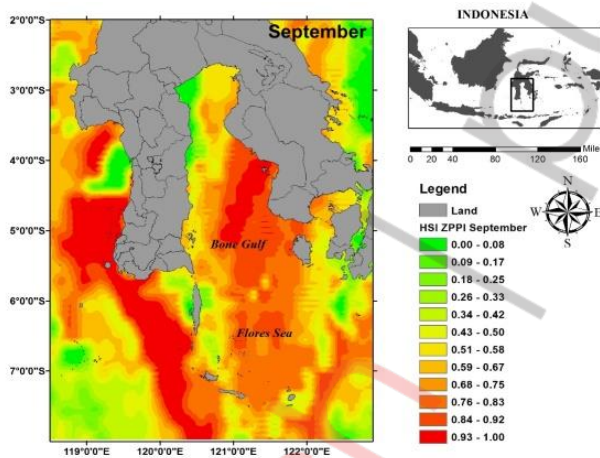 September
2°0'0"S
3°0'0"S
4°0'0"S
5°0'0"S
6°0'0"S
7°0'0"S
119°0'0"E
120°0'0"E
121°0'0"E
122°0'0"E
Bone Gulf
Flores Sea
INDONESIA
Miles
0 20 40 80 120 160
N
W E
S
Legend
Land
HSI ZPPI September
0.00 - 0.08
0.09 - 0.17
0.18 - 0.25
0.26 - 0.33
0.34 - 0.42
0.43 - 0.50
0.51 - 0.58
0.59 - 0.67
0.68 - 0.75
0.76 - 0.83
0.84 - 0.92
0.93 - 1.00